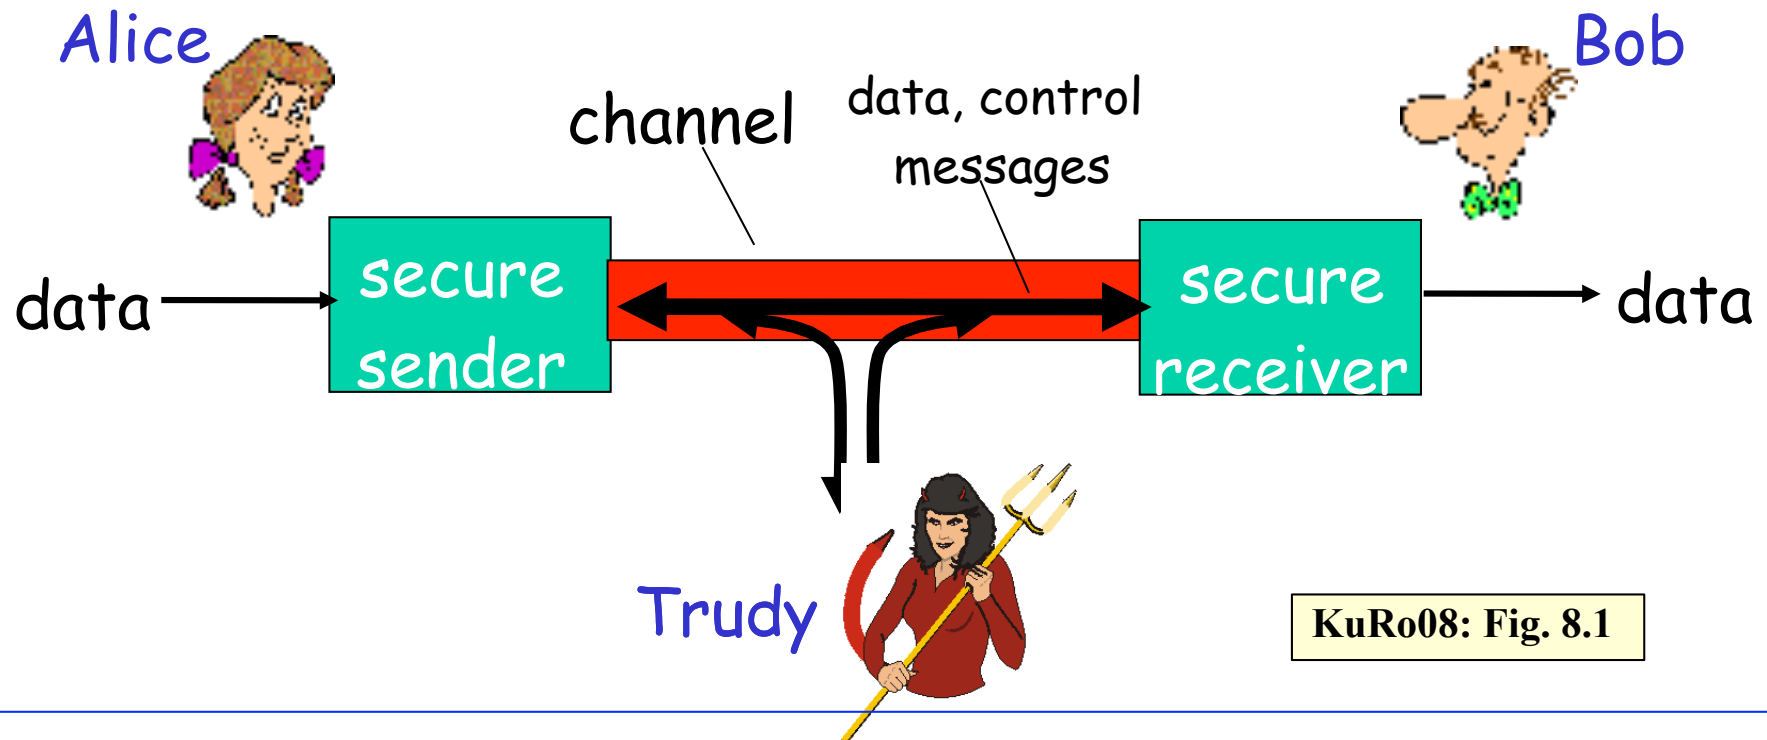 Alice
Bob
channel
data, control
messages
data
secure
sender
secure
receiver
data
Trudy
KuRo08: Fig. 8.1